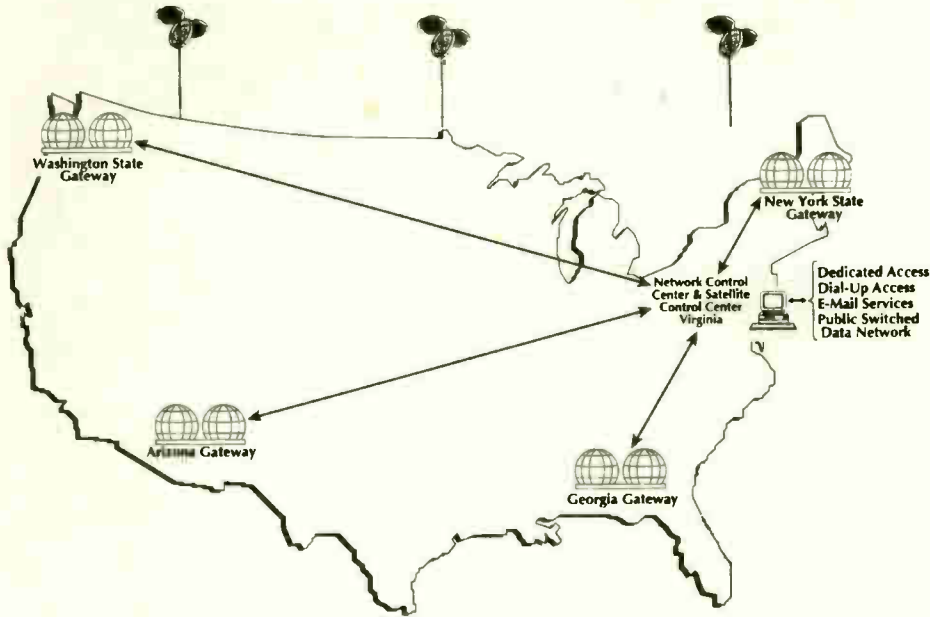 Washington State
Gateway
New York State
Gateway
Network Control
Center & Satellite
Control Center
Virginia
Dedicated Access
Dial-Up Access
E-Mail Services
Public Switched
Data Network
Arizona Gateway
Georgia Gateway